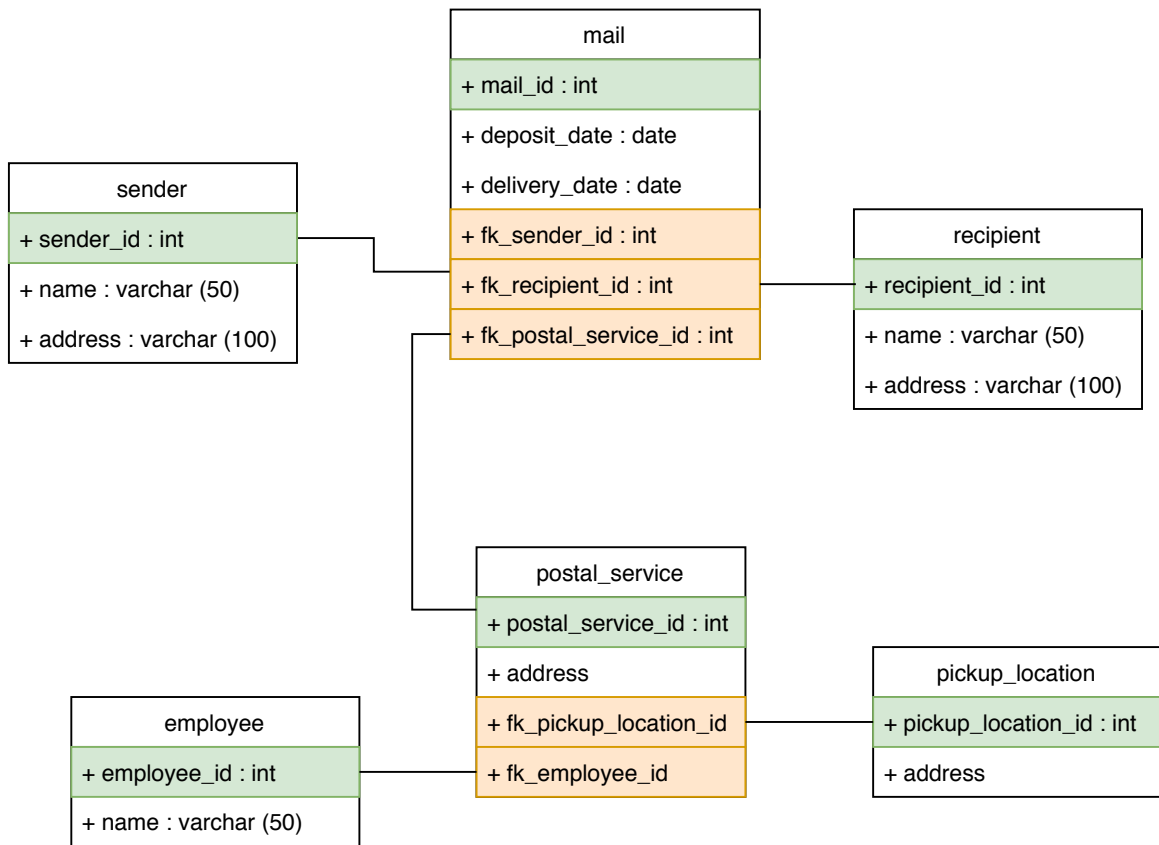 mail
+ mail_id : int
+ deposit_date : date
+ delivery_date : date
+ fk_sender_id : int
+ fk_recipient_id : int
+ fk_postal_service_id : int
sender
+ sender_id : int
+ name : varchar (50)
+ address : varchar (100)
recipient
+ recipient_id : int
+ name : varchar (50)
+ address : varchar (100)
postal_service
+ postal_service_id : int
+ address
+ fk_pickup_location_id
+ fk_employee_id
pickup_location
+ pickup_location_id : int
+ address
employee
+ employee_id : int
+ name : varchar (50)